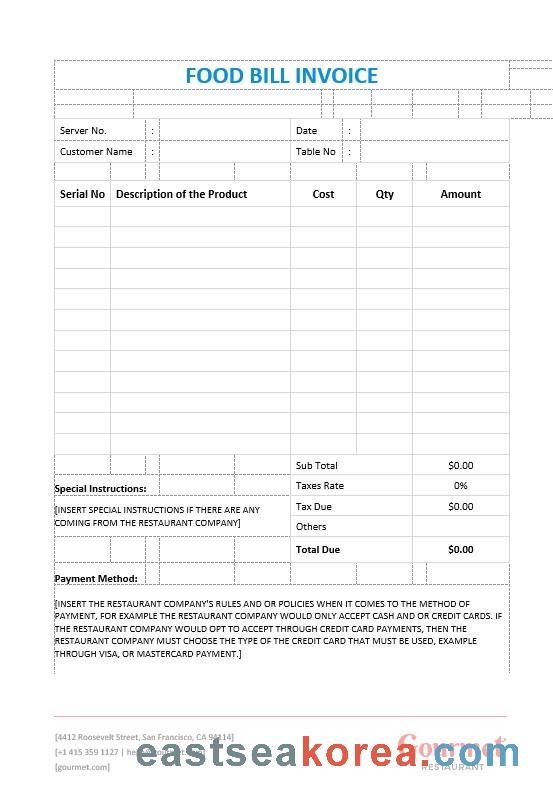 FOOD BILL INVOICE
Server No. : Date :
Customer Name : Table No :
Serial No Description of the Product Cost Qty Amount
Sub Total $0.00
Special Instructions: Taxes Rate 0%
[INSERT SPECIAL INSTRUCTIONS IF THERE ARE ANY Tax Due $0.00
COMING FROM THE RESTAURANT COMPANY] Others
Total Due $0.00
Payment Method:
[INSERT THE RESTAURANT COMPANY'S RULES AND OR POLICIES WHEN IT COMES TO THE METHOD OF
PAYMENT, FOR EXAMPLE THE RESTAURANT COMPANY WOULD ONLY ACCEPT CASH AND OR CREDIT CARDS. IF
THE RESTAURANT COMPANY WOULD OPT TO ACCEPT THROUGH CREDIT CARD PAYMENTS, THEN THE
RESTAURANT COMPANY MUST CHOOSE THE TYPE OF THE CREDIT CARD THAT MUST BE USED, EXAMPLE
THROUGH VISA, OR MASTERCARD PAYMENT.]
[4412 Roosevelt Street, San Francisco, CA 94114]
[+1 415 359 1127 |
[gourmet.com]
Gourmet
RESTAURANT
eastseakorea.com